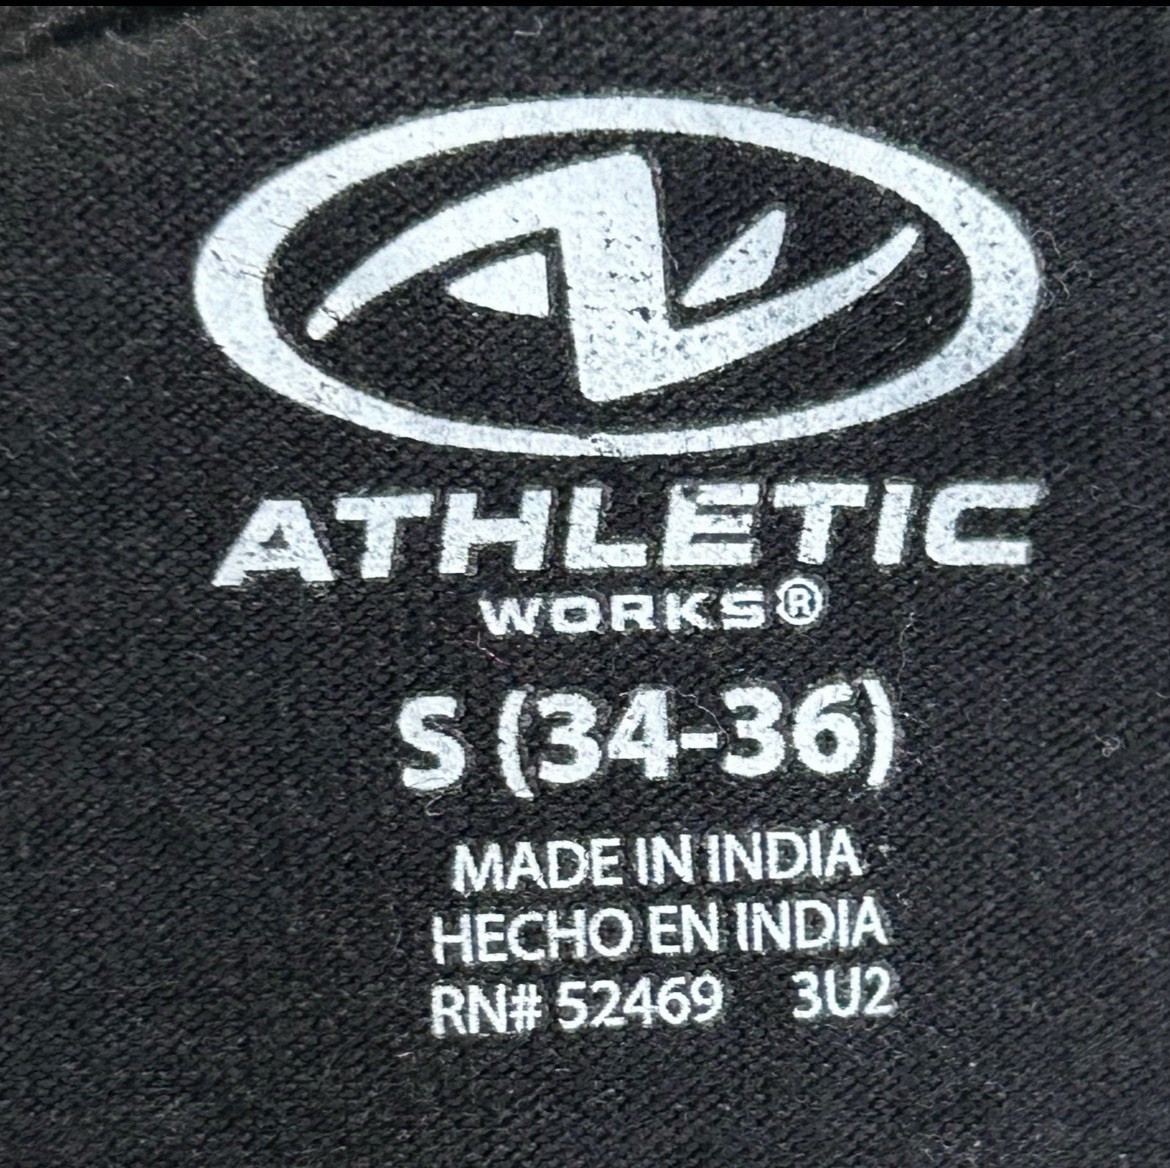 ATHLETIC
WORKS®
S (34-36)
MADE IN INDIA
HECHO EN INDIA
RN# 52469 3U2